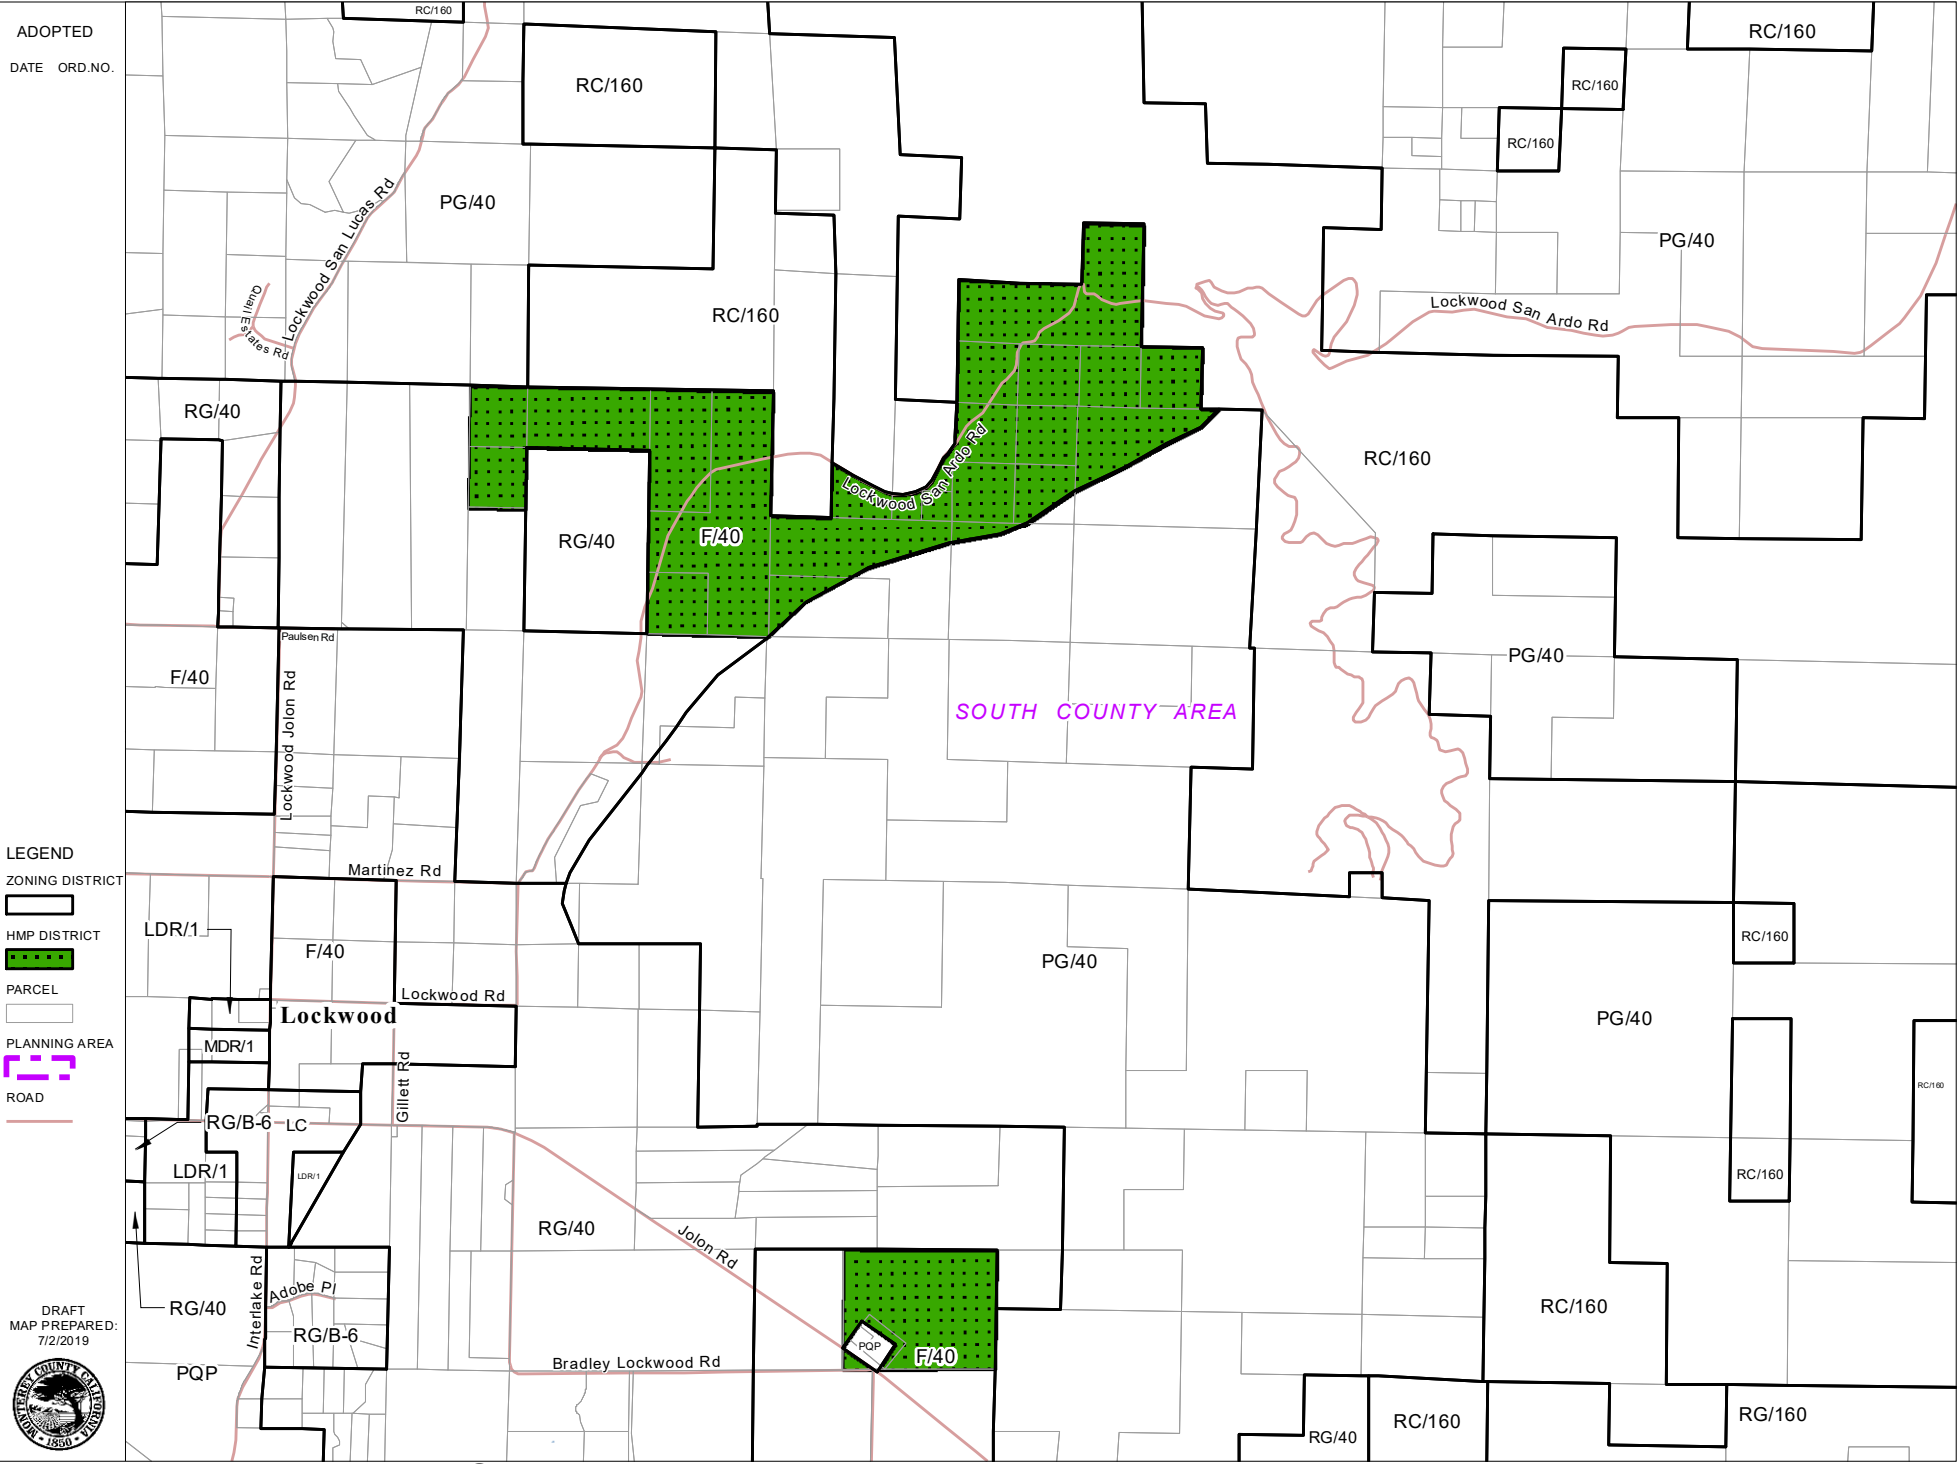 ADOPTED
DATE ORD.NO.
LEGEND
ZONING DISTRICT
HMP DISTRICT
PARCEL
PLANNING AREA
ROAD
DRAFT
MAP PREPARED:
7/2/2019
MONTEREY COUNTY CALIFORNIA
1850
RC/160
RC/160
RC/160
RC/160
RC/160
PG/40
Lockwood San Lucas Rd
PG/40
Quail Estates Rd
RC/160
Lockwood San Ardo Rd
RG/40
Lockwood San Ardo Rd
RC/160
F/40
RG/40
Paulsen Rd
F/40
Lockwood Jolon Rd
PG/40
SOUTH COUNTY AREA
Martinez Rd
LDR/1
F/40
PG/40
RC/160
Lockwood Rd
Lockwood
PG/40
MDR/1
Gillett Rd
RC/160
RG/B-6
LC
LDR/1
LDR/1
RC/160
RG/40
Jolon Rd
Interlake Rd
Adobe Pl
RG/40
RG/B-6
RC/160
PQP
F/40
Bradley Lockwood Rd
PQP
RG/40
RC/160
RG/160